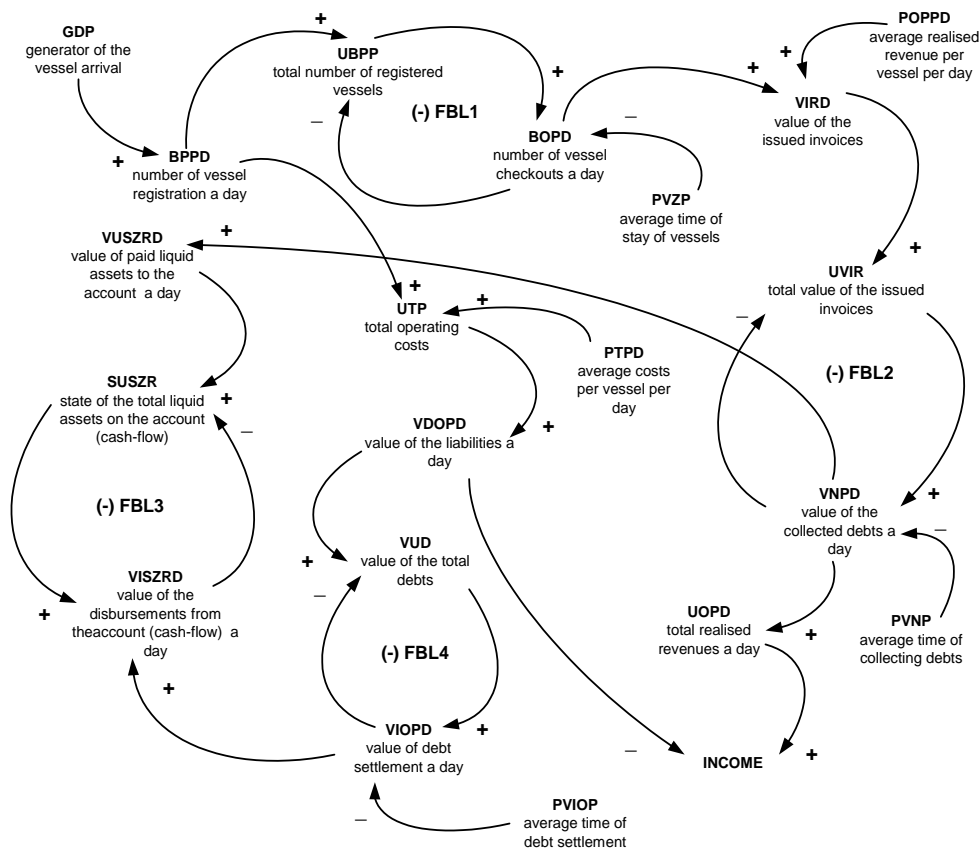 GDP
generator of the
vessel arrival
+
+
UBPP
total number of registered
vessels
+
(-) FBL1
–
BPPD
number of vessel
registration a day
BOPD
number of vessel
checkouts a day
–
PVZP
average time of
stay of vessels
+
+
POPPD
average realised
revenue per
vessel per day
VIRD
value of the
issued invoices
+
UVIR
total value of the issued
invoices
–
(-) FBL2
+
VUSZRD
value of paid liquid
assets to the
account  a day
+
UTP
total operating
costs
+
+
PTPD
average costs
per vessel per
day
SUSZR
state of the total liquid
assets on the account
(cash-flow)
+
–
(-) FBL3
VISZRD
value of the
disbursements from
theaccount (cash-flow)  a
day
+
+
VDOPD
value of the liabilities a
day
+
VUD
value of the total
debts
+
–
(-) FBL4
VIOPD
value of debt
settlement a day
+
–
PVIOP
average time of
debt settlement
VNPD
value of the
collected debts a
day
–
PVNP
average time of
collecting debts
UOPD
total realised
revenues a day
+
INCOME
–
+